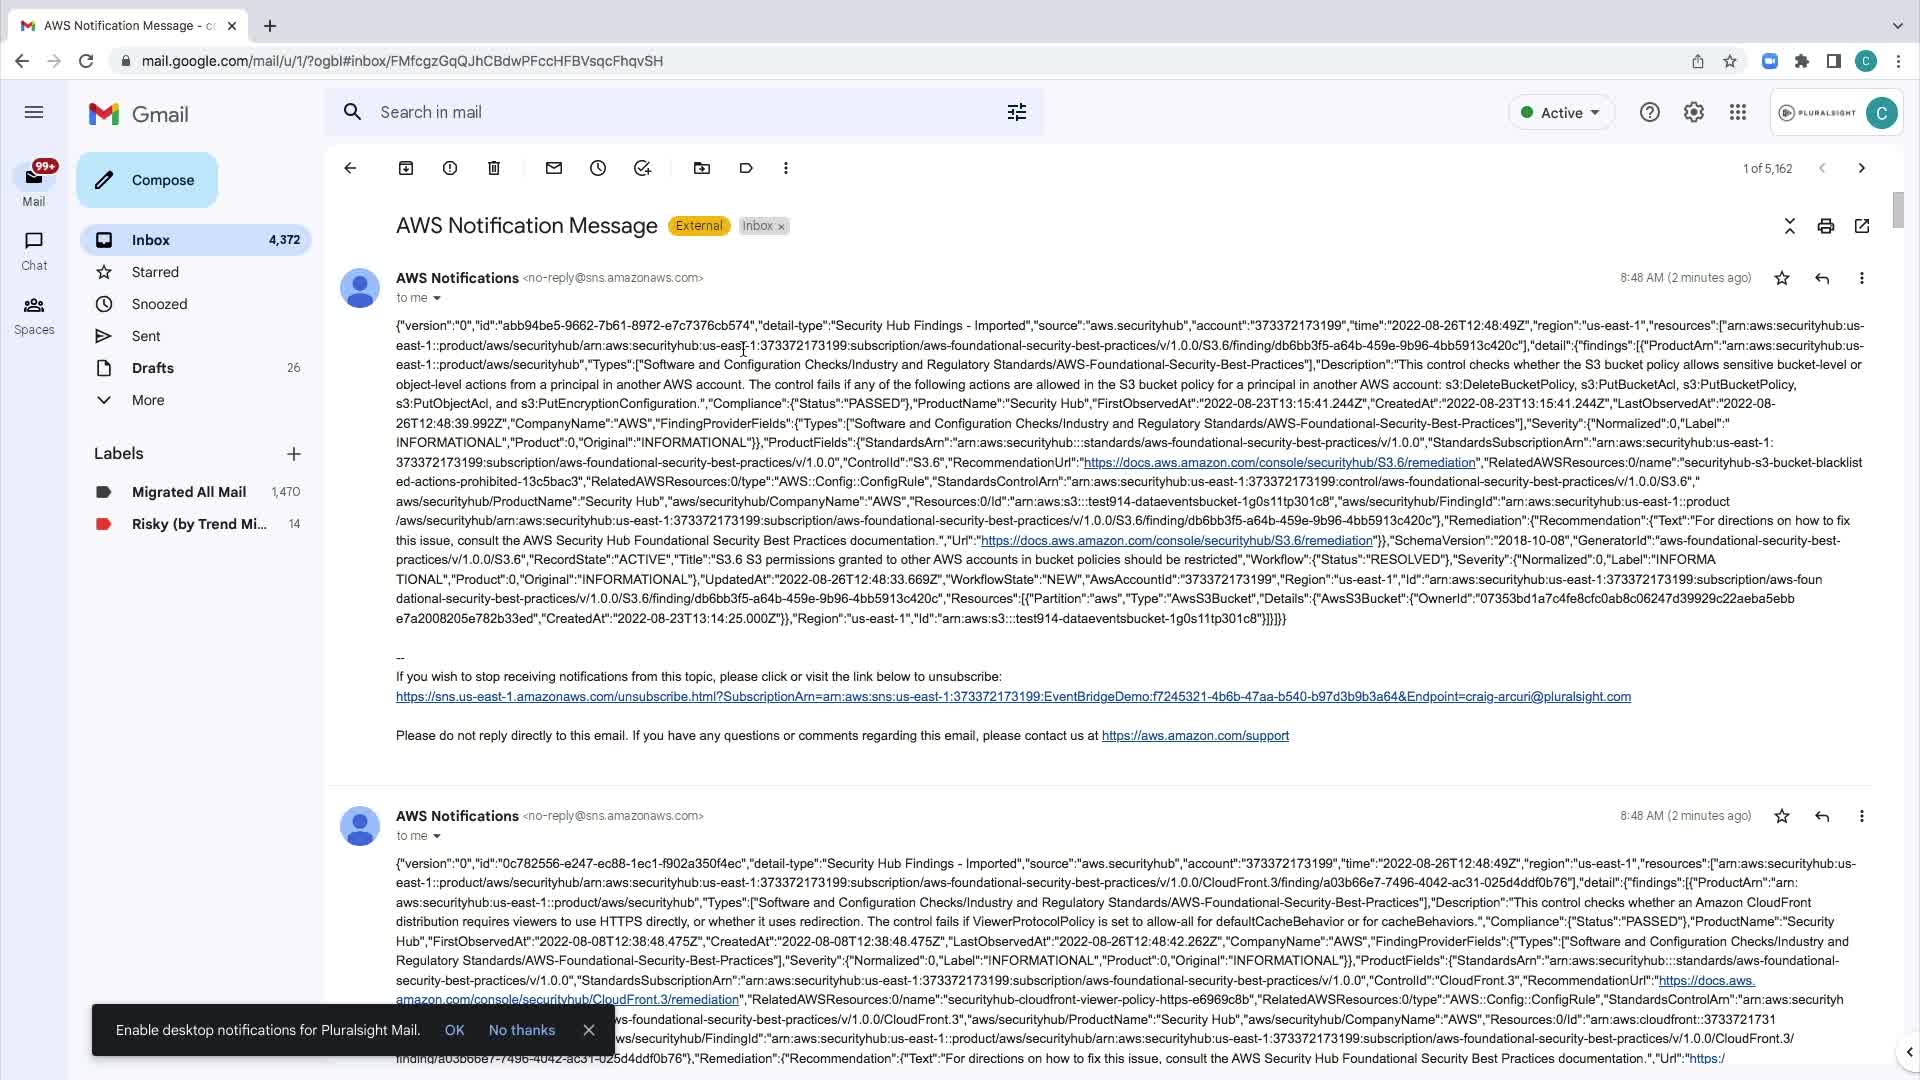 AWS Notification Message - c
mail.google.com/mail/u/1/?ogbl#inbox/FMfcgzGqQJhCBdwPFccHFBVsqcFhqvSH
C
Gmail
Search in mail
Active
PLURALSIGHT
C
99+
Mail
Chat
Spaces
Compose
Inbox 4,372
Starred
Snoozed
Sent
Drafts 26
More
Labels
Migrated All Mail 1,470
Risky (by Trend Mi... 14
1 of 5,162
AWS Notification Message External Inbox ×
AWS Notifications <no-reply@sns.amazonaws.com> 8:48 AM (2 minutes ago)
to me
{"version":"0","id":"abb94be5-9662-7b61-8972-e7c7376cb574","detail-type":"Security Hub Findings - Imported","source":"aws.securityhub","account":"373372173199","time":"2022-08-26T12:48:49Z","region":"us-east-1","resources":["arn:aws:securityhub:us-
east-1::product/aws/securityhub/arn:aws:securityhub:us-east-1:373372173199:subscription/aws-foundational-security-best-practices/v/1.0.0/S3.6/finding/db6bb3f5-a64b-459e-9b96-4bb5913c420c"],"detail":{"findings":[{"ProductArn":"arn:aws:securityhub:us-
east-1::product/aws/securityhub","Types":["Software and Configuration Checks/Industry and Regulatory Standards/AWS-Foundational-Security-Best-Practices"],"Description":"This control checks whether the S3 bucket policy allows sensitive bucket-level or
object-level actions from a principal in another AWS account. The control fails if any of the following actions are allowed in the S3 bucket policy for a principal in another AWS account: s3:DeleteBucketPolicy, s3:PutBucketAcl, s3:PutBucketPolicy,
s3:PutObjectAcl, and s3:PutEncryptionConfiguration.","Compliance":{"Status":"PASSED"},"ProductName":"Security Hub","FirstObservedAt":"2022-08-23T13:15:41.244Z","CreatedAt":"2022-08-23T13:15:41.244Z","LastObservedAt":"2022-08-
26T12:48:39.992Z","CompanyName":"AWS","FindingProviderFields":{"Types":["Software and Configuration Checks/Industry and Regulatory Standards/AWS-Foundational-Security-Best-Practices"],"Severity":{"Normalized":0,"Label":"
INFORMATIONAL","Product":0,"Original":"INFORMATIONAL"}},"ProductFields":{"StandardsArn":"arn:aws:securityhub:::standards/aws-foundational-security-best-practices/v/1.0.0","StandardsSubscriptionArn":"arn:aws:securityhub:us-east-1:
373372173199:subscription/aws-foundational-security-best-practices/v/1.0.0","ControlId":"S3.6","RecommendationUrl":"https://docs.aws.amazon.com/console/securityhub/S3.6/remediation","RelatedAWSResources:0/name":"securityhub-s3-bucket-blacklist
ed-actions-prohibited-13c5bac3","RelatedAWSResources:0/type":"AWS::Config::ConfigRule","StandardsControlArn":"arn:aws:securityhub:us-east-1:373372173199:control/aws-foundational-security-best-practices/v/1.0.0/S3.6","
aws/securityhub/ProductName":"Security Hub","aws/securityhub/CompanyName":"AWS","Resources:0/Id":"arn:aws:s3:::test914-dataeventsbucket-1g0s11tp301c8","aws/securityhub/FindingId":"arn:aws:securityhub:us-east-1::product
/aws/securityhub/arn:aws:securityhub:us-east-1:373372173199:subscription/aws-foundational-security-best-practices/v/1.0.0/S3.6/finding/db6bb3f5-a64b-459e-9b96-4bb5913c420c"},"Remediation":{"Recommendation":{"Text":"For directions on how to fix
this issue, consult the AWS Security Hub Foundational Security Best Practices documentation.","Url":"https://docs.aws.amazon.com/console/securityhub/S3.6/remediation"}},"SchemaVersion":"2018-10-08","GeneratorId":"aws-foundational-security-best-
practices/v/1.0.0/S3.6","RecordState":"ACTIVE","Title":"S3.6 S3 permissions granted to other AWS accounts in bucket policies should be restricted","Workflow":{"Status":"RESOLVED"},"Severity":{"Normalized":0,"Label":"INFORMA
TIONAL","Product":0,"Original":"INFORMATIONAL"},"UpdatedAt":"2022-08-26T12:48:33.669Z","WorkflowState":"NEW","AwsAccountId":"373372173199","Region":"us-east-1","Id":"arn:aws:securityhub:us-east-1:373372173199:subscription/aws-foun
dational-security-best-practices/v/1.0.0/S3.6/finding/db6bb3f5-a64b-459e-9b96-4bb5913c420c","Resources":[{"Partition":"aws","Type":"AwsS3Bucket","Details":{"AwsS3Bucket":{"OwnerId":"07353bd1a7c4fe8cfc0ab8c06247d39929c22aeba5ebb
e7a2008205e782b33ed","CreatedAt":"2022-08-23T13:14:25.000Z"}},"Region":"us-east-1","Id":"arn:aws:s3:::test914-dataeventsbucket-1g0s11tp301c8"}]}]}}
--
If you wish to stop receiving notifications from this topic, please click or visit the link below to unsubscribe:
https://sns.us-east-1.amazonaws.com/unsubscribe.html?SubscriptionArn=arn:aws:sns:us-east-1:373372173199:EventBridgeDemo:f7245321-4b6b-47aa-b540-b97d3b9b3a64&Endpoint=craig-arcuri@pluralsight.com
Please do not reply directly to this email. If you have any questions or comments regarding this email, please contact us at https://aws.amazon.com/support
AWS Notifications <no-reply@sns.amazonaws.com> 8:48 AM (2 minutes ago)
to me
{"version":"0","id":"0c782556-e247-ec88-1ec1-f902a350f4ec","detail-type":"Security Hub Findings - Imported","source":"aws.securityhub","account":"373372173199","time":"2022-08-26T12:48:49Z","region":"us-east-1","resources":["arn:aws:securityhub:us-
east-1::product/aws/securityhub/arn:aws:securityhub:us-east-1:373372173199:subscription/aws-foundational-security-best-practices/v/1.0.0/CloudFront.3/finding/a03b66e7-7496-4042-ac31-025d4ddf0b76"],"detail":{"findings":[{"ProductArn":"arn:
aws:securityhub:us-east-1::product/aws/securityhub","Types":["Software and Configuration Checks/Industry and Regulatory Standards/AWS-Foundational-Security-Best-Practices"],"Description":"This control checks whether an Amazon CloudFront
distribution requires viewers to use HTTPS directly, or whether it uses redirection. The control fails if ViewerProtocolPolicy is set to allow-all for defaultCacheBehavior or for cacheBehaviors.","Compliance":{"Status":"PASSED"},"ProductName":"Security
Hub","FirstObservedAt":"2022-08-08T12:38:48.475Z","CreatedAt":"2022-08-08T12:38:48.475Z","LastObservedAt":"2022-08-26T12:48:42.262Z","CompanyName":"AWS","FindingProviderFields":{"Types":["Software and Configuration Checks/Industry and
Regulatory Standards/AWS-Foundational-Security-Best-Practices"],"Severity":{"Normalized":0,"Label":"INFORMATIONAL","Product":0,"Original":"INFORMATIONAL"}},"ProductFields":{"StandardsArn":"arn:aws:securityhub:::standards/aws-foundational-
security-best-practices/v/1.0.0","StandardsSubscriptionArn":"arn:aws:securityhub:us-east-1:373372173199:subscription/aws-foundational-security-best-practices/v/1.0.0","ControlId":"CloudFront.3","RecommendationUrl":"https://docs.aws.
amazon.com/console/securityhub/CloudFront.3/remediation","RelatedAWSResources:0/name":"securityhub-cloudfront-viewer-policy-https-e6969c8b","RelatedAWSResources:0/type":"AWS::Config::ConfigRule","StandardsControlArn":"arn:aws:securityh
ws-foundational-security-best-practices/v/1.0.0/CloudFront.3","aws/securityhub/ProductName":"Security Hub","aws/securityhub/CompanyName":"AWS","Resources:0/Id":"arn:aws:cloudfront::3733721731
ws/securityhub/FindingId":"arn:aws:securityhub:us-east-1::product/aws/securityhub/arn:aws:securityhub:us-east-1:373372173199:subscription/aws-foundational-security-best-practices/v/1.0.0/CloudFront.3/
finding/a03b66e7-7496-4042-ac31-025d4ddf0b76"},"Remediation":{"Recommendation":{"Text":"For directions on how to fix this issue, consult the AWS Security Hub Foundational Security Best Practices documentation.","Url":"https:/
Enable desktop notifications for Pluralsight Mail. OK No thanks